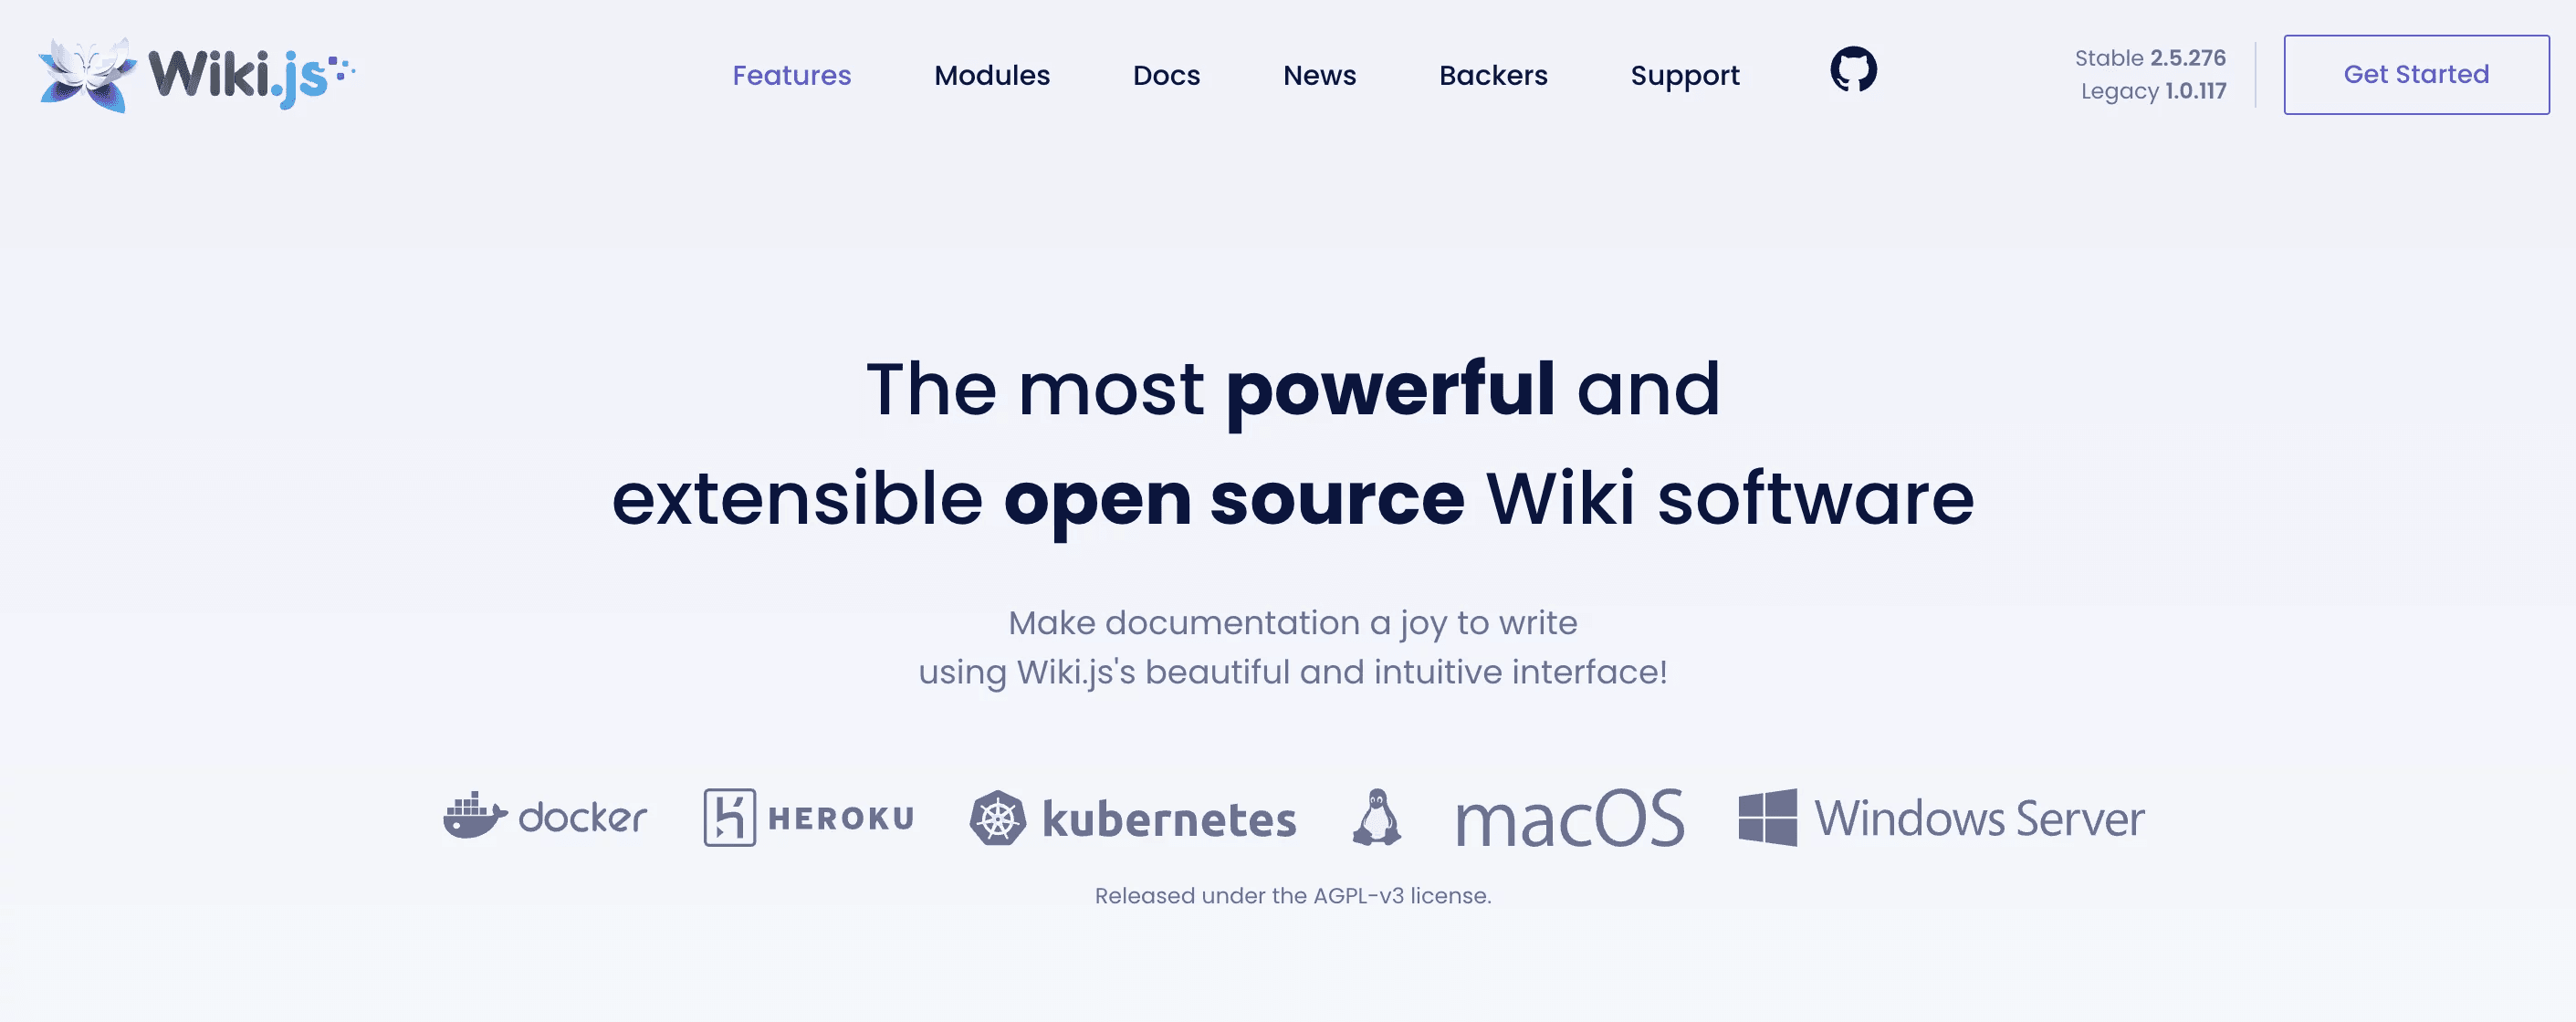 Wiki.js
Features
Modules
Docs
News
Backers
Support
Stable 2.5.276
Legacy 1.0.117
Get Started
The most powerful and
extensible open source Wiki software
Make documentation a joy to write
using Wiki.js's beautiful and intuitive interface!
docker
HEROKU
kubernetes
macOS
Windows Server
Released under the AGPL-v3 license.